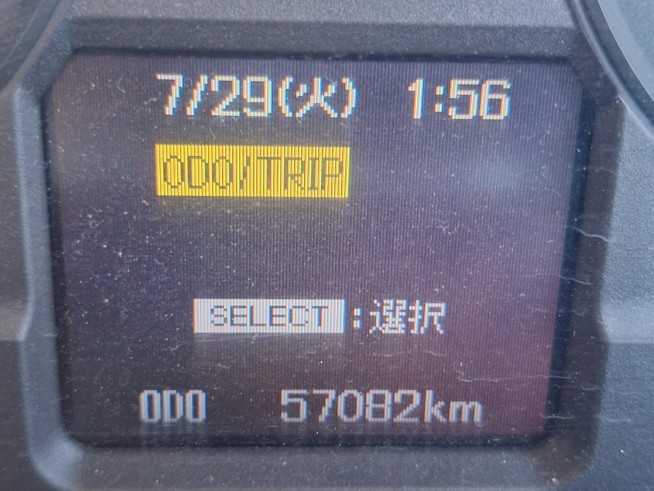 7/29(火) 1:56
ODO/TRIP
SELECT:選択
ODO 57082km